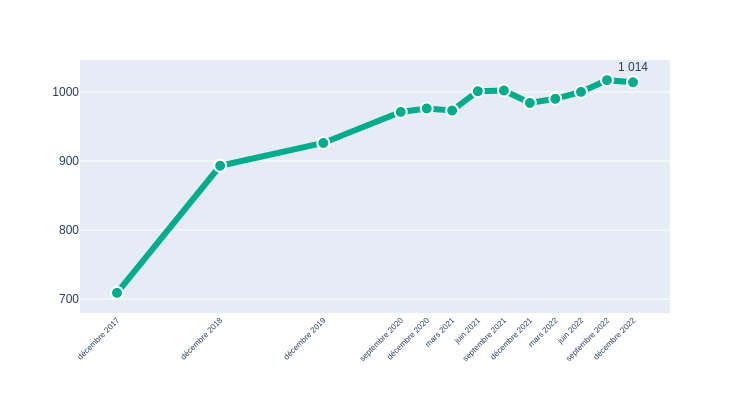 1 014
1000
900
800
700
décembre 2017
décembre 2018
décembre 2019
septembre 2020
décembre 2020
mars 2021
juin 2021
septembre 2021
décembre 2021
mars 2022
juin 2022
septembre 2022
décembre 2022